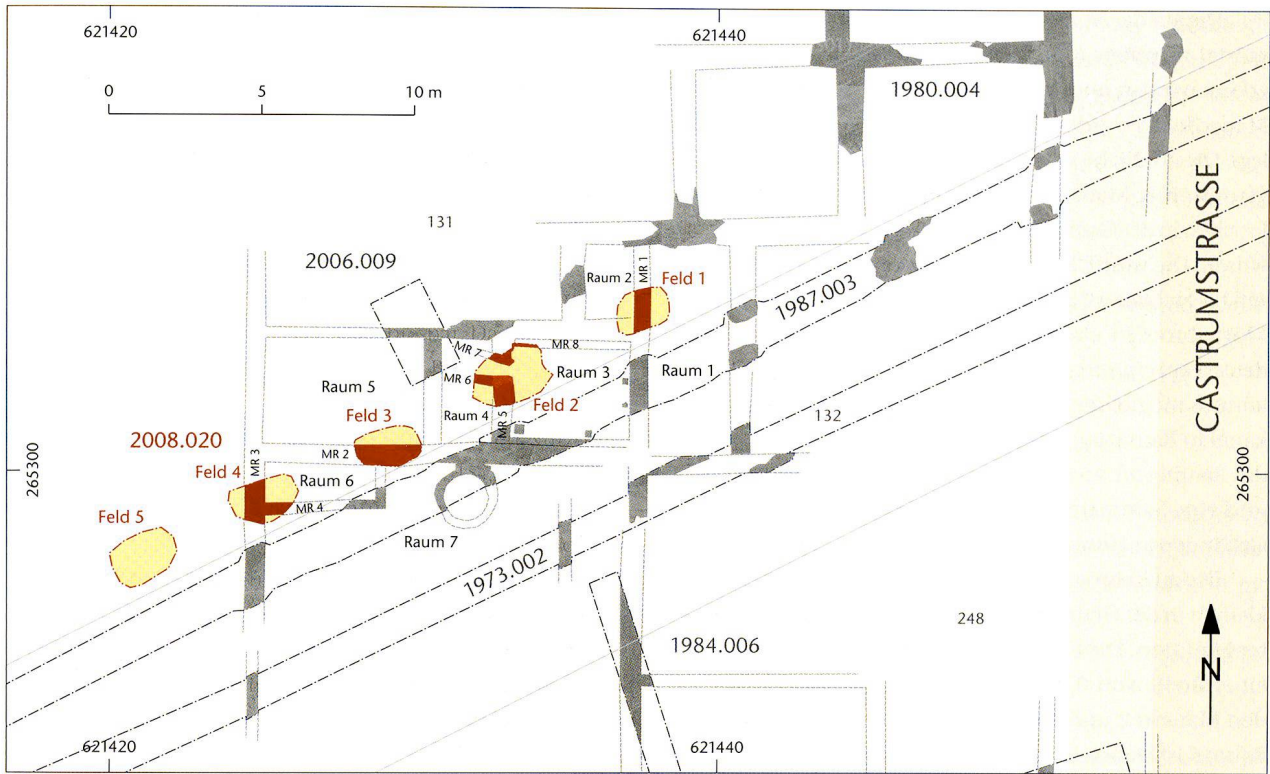 621420
621440
0 5 10 m
1980.004
CASTRUMSTRASSE
131
2006.009
Raum 2
MR 1
Feld 1
1987.003
MR 8
MR 7
Raum 3
Raum 1
MR 6
Raum 5
Feld 2
Raum 4
MR 5
Feld 3
132
2008.020
MR 3
MR 2
265300
265300
Feld 4
Raum 6
MR 4
Feld 5
Raum 7
1973.002
248
1984.006
N
621420
621440